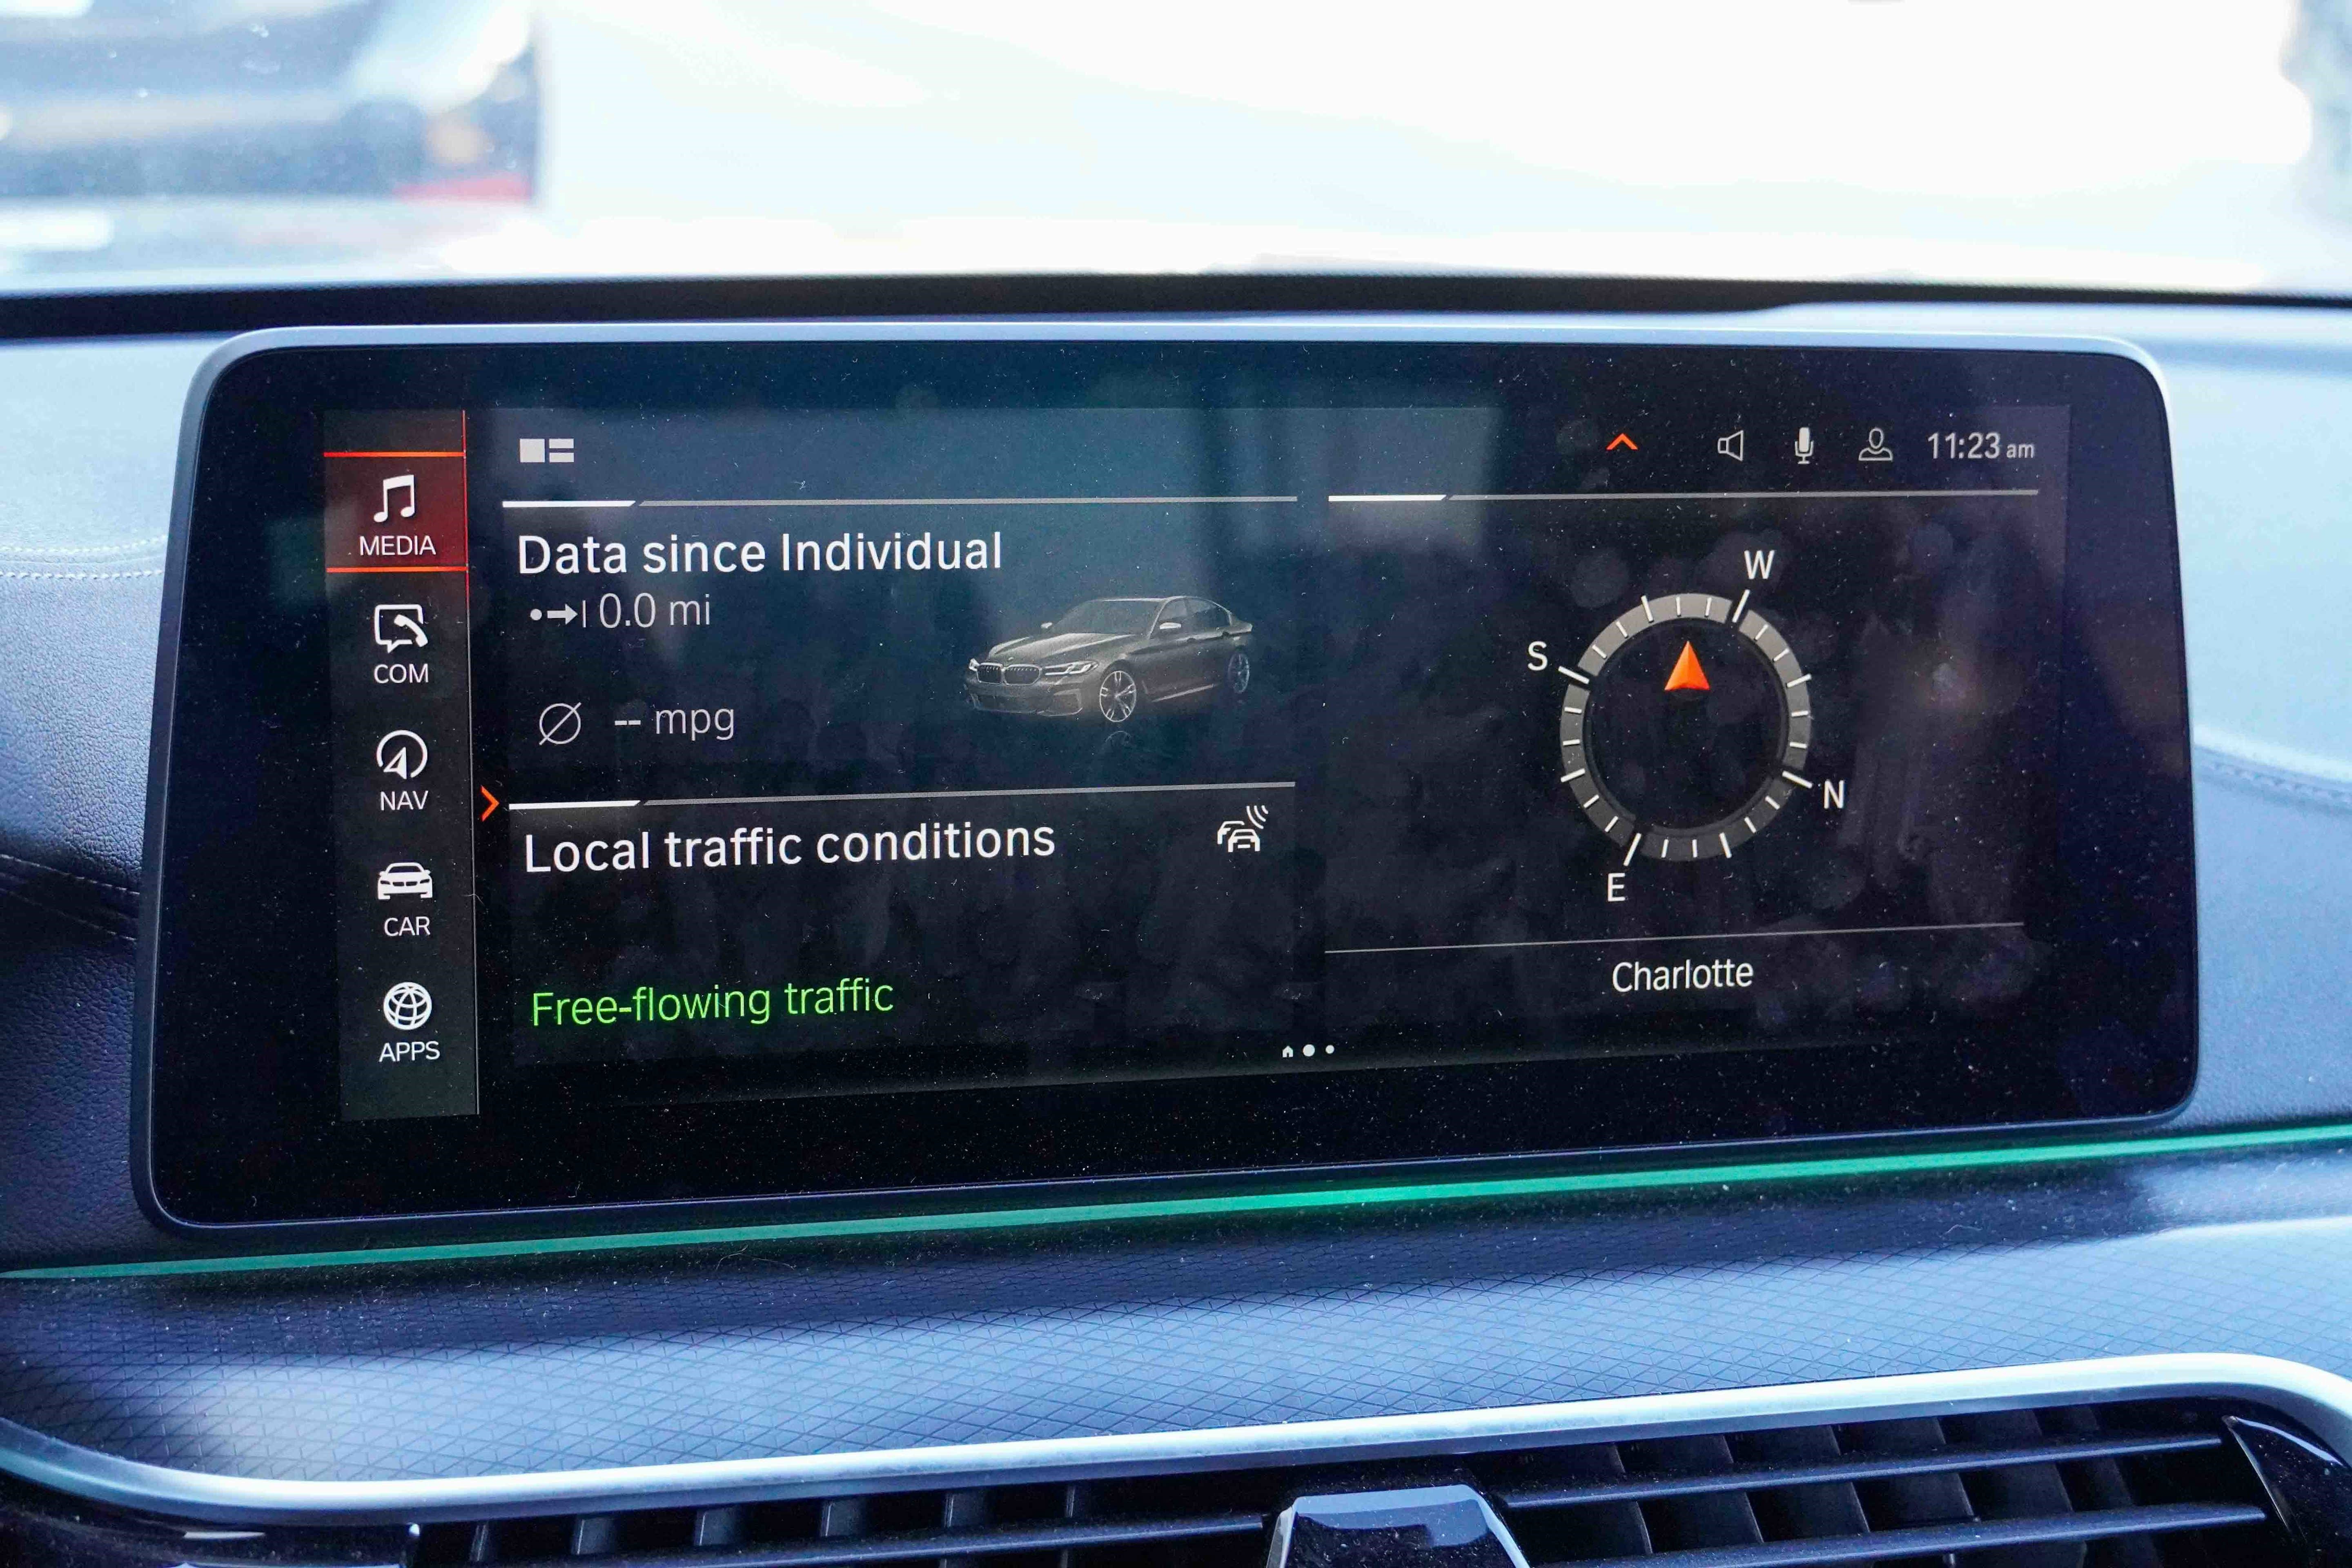 11:23 am
MEDIA
COM
NAV
CAR
APPS
Data since Individual
0.0 mi
-- mpg
Local traffic conditions
Free-flowing traffic
W
S
N
E
Charlotte